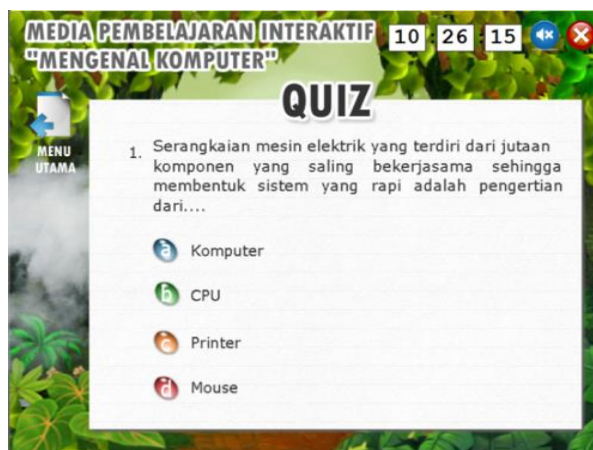 MEDIA PEMBELAJARAN INTERAKTIF 10 26 15
"MENGENAL KOMPUTER"
QUIZ
MENU
UTAMA
1. Serangkaian mesin elektrik yang terdiri dari jutaan
komponen yang saling bekerjasama sehingga
membentuk sistem yang rapi adalah pengertian
dari....
a Komputer
b CPU
c Printer
d Mouse